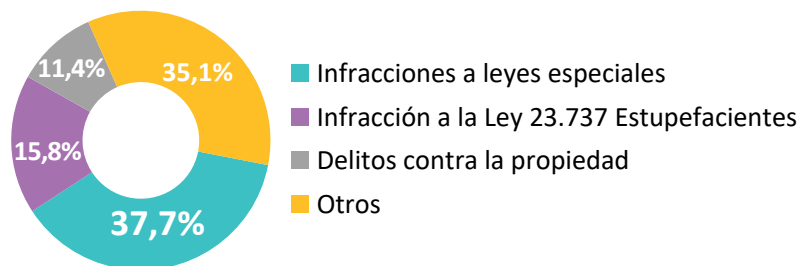 11,4%
35,1%
15,8%
37,7%
Infracciones a leyes especiales
Infracción a la Ley 23.737 Estupefacientes
Delitos contra la propiedad
Otros